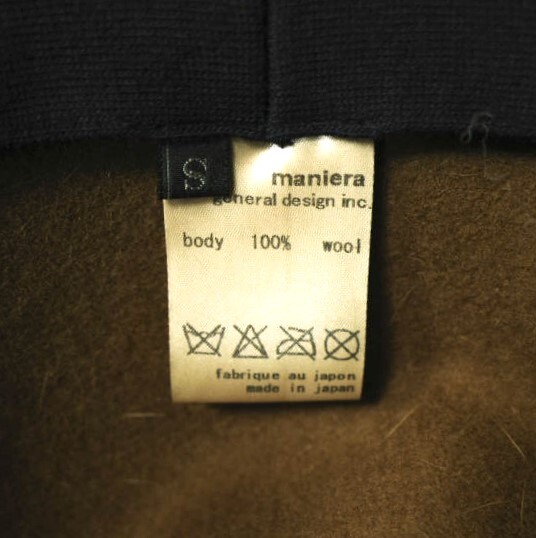 S
maniera
general design inc.
body 100% wool
fabrique au japon
made in japan